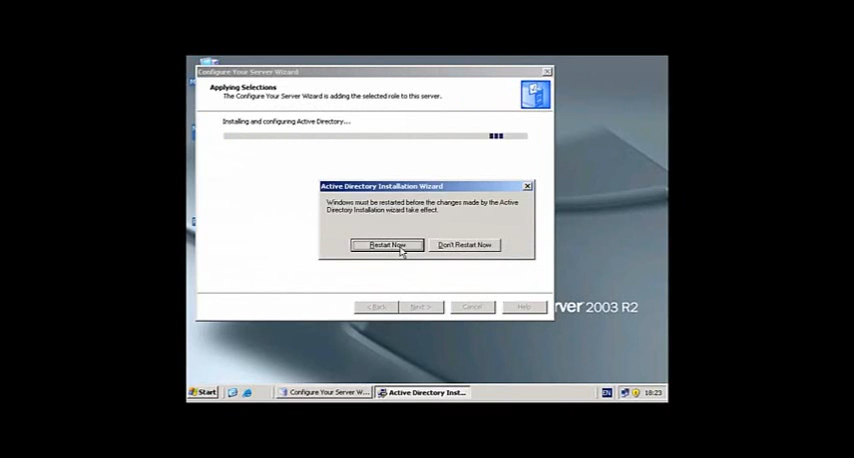 Configure Your Server Wizard
Applying Selections
The Configure Your Server Wizard is adding the selected role to this server.
Installing and configuring Active Directory...
Active Directory Installation Wizard
Windows must be restarted before the changes made by the Active
Directory Installation wizard take effect.
Restart Now
Don't Restart Now
< Back
Next >
Cancel
Help
rver 2003 R2
Start
Configure Your Server W...
Active Directory Inst...
EN
18:23